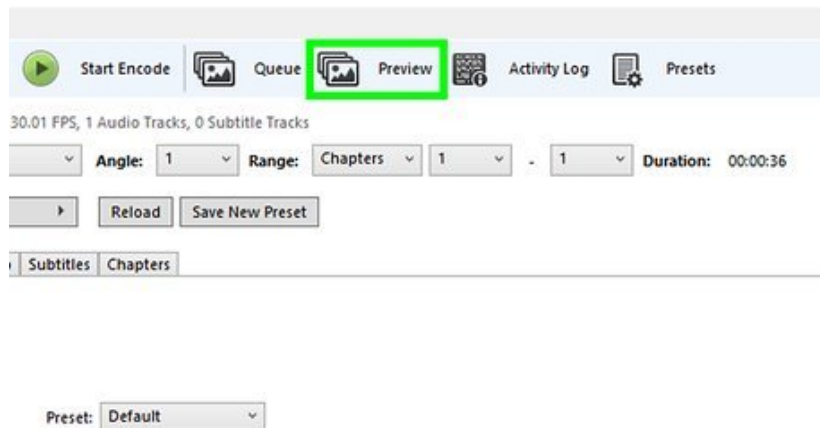 Start Encode Queue Preview Activity Log Presets
30.01 FPS, 1 Audio Tracks, 0 Subtitle Tracks
Angle: 1 Range: Chapters 1 - 1 Duration: 00:00:36
Reload Save New Preset
Subtitles Chapters
Preset: Default